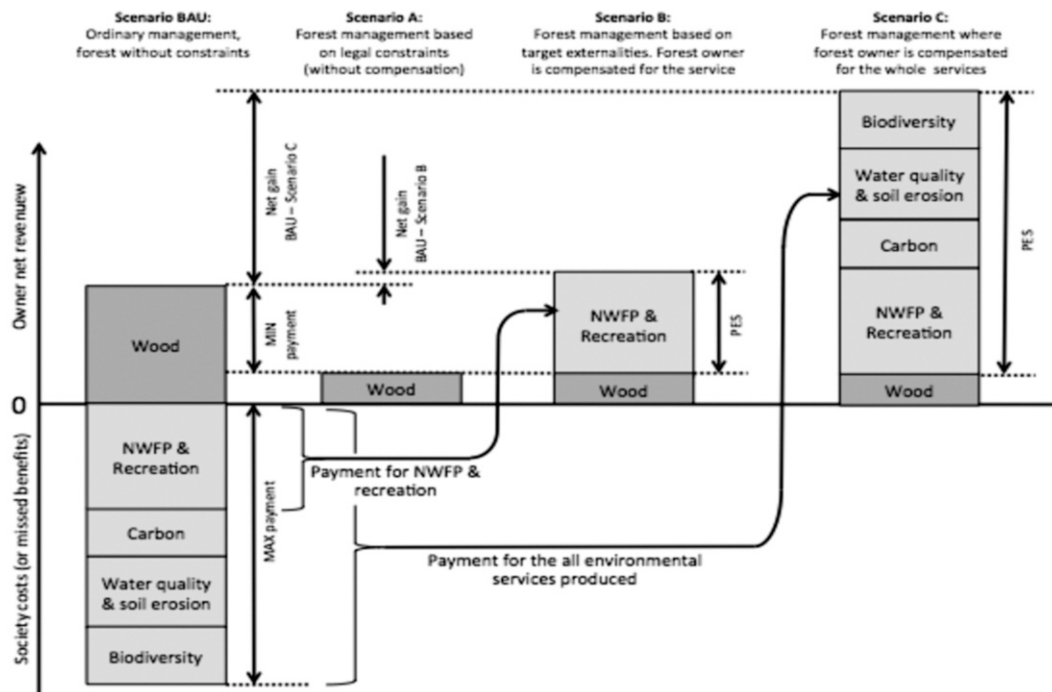 Scenario BAU:
Ordinary management,
forest without constraints
Scenario A:
Forest management based
on legal constraints
(without compensation)
Scenario B:
Forest management based on
target externalities. Forest owner
is compensated for the service
Scenario C:
Forest management where
forest owner is compensated
for the whole services
Owner net revenuew
Society costs (or missed benefits)
0
Wood
NWFP &
Recreation
Carbon
Water quality
& soil erosion
Biodiversity
Net gain
BAU – Scenario C
MIN
payment
MAX payment
Net gain
BAU – Scenario B
Wood
Payment for NWFP &
recreation
Payment for the all environmental
services produced
NWFP &
Recreation
Wood
PES
Biodiversity
Water quality
& soil erosion
Carbon
NWFP &
Recreation
Wood
PES